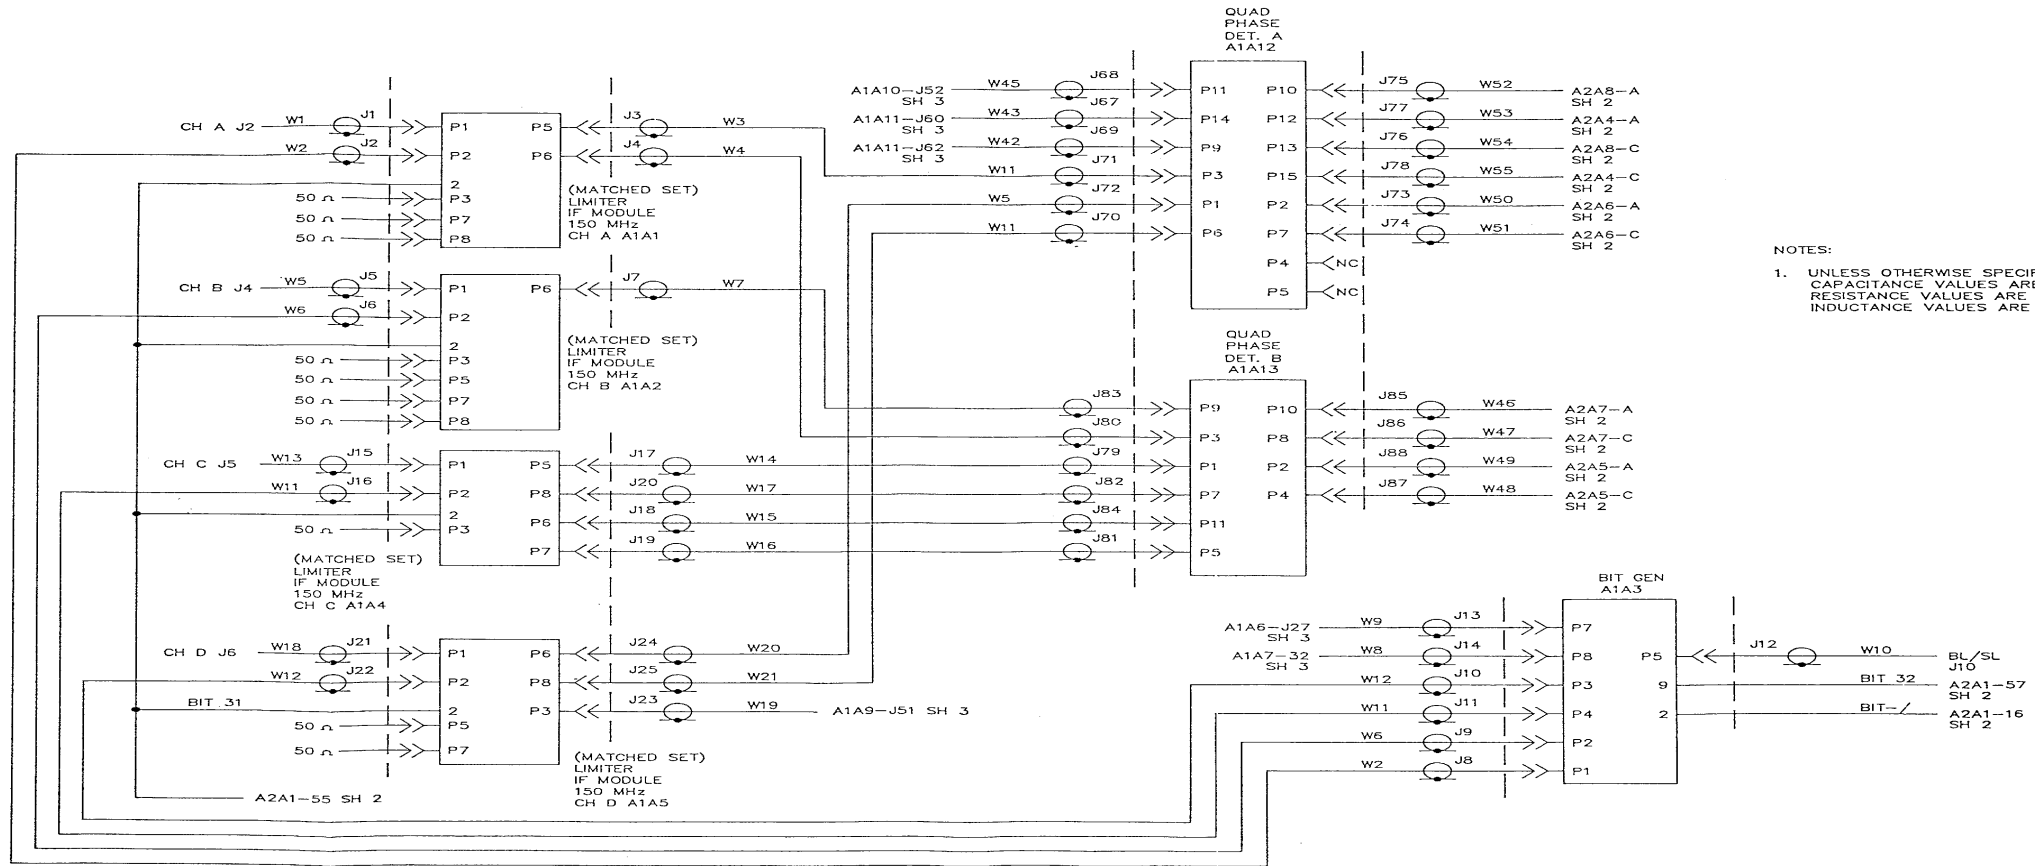 QUAD
PHASE
DET. A
A1A12
A1A10-J52
SH 3
W45
J68
P11
P10
J75
W52
A2A8-A
SH 2
A1A11-J60
SH 3
W43
J67
P14
P12
J77
W53
A2A4-A
SH 2
A1A11-J62
SH 3
W42
J69
P9
P13
J76
W54
A2A8-C
SH 2
W11
J71
P3
P15
J78
W55
A2A4-C
SH 2
W5
J72
P1
P2
J73
W50
A2A6-A
SH 2
W11
J70
P6
P7
J74
W51
A2A6-C
SH 2
P4
NC
P5
NC
CH A J2
W1
J1
P1
P5
J3
W3
W2
J2
P2
P6
J4
W4
2
50 Ω
P3
50 Ω
P7
50 Ω
P8
(MATCHED SET)
LIMITER
IF MODULE
150 MHz
CH A A1A1
CH B J4
W5
J5
P1
P6
J7
W7
W6
J6
P2
2
50 Ω
P3
50 Ω
P5
50 Ω
P7
50 Ω
P8
(MATCHED SET)
LIMITER
IF MODULE
150 MHz
CH B A1A2
NOTES:
1. UNLESS OTHERWISE SPECIF
CAPACITANCE VALUES ARE
RESISTANCE VALUES ARE
INDUCTANCE VALUES ARE
QUAD
PHASE
DET. B
A1A13
J83
P9
P10
J85
W46
A2A7-A
SH 2
J80
P3
P8
J86
W47
A2A7-C
SH 2
J79
P1
P2
J88
W49
A2A5-A
SH 2
J82
P7
P4
J87
W48
A2A5-C
SH 2
J84
P11
J81
P5
CH C J5
W13
J15
P1
P5
J17
W14
W11
J16
P2
P8
J20
W17
2
50 Ω
P3
P6
J18
W15
P7
J19
W16
(MATCHED SET)
LIMITER
IF MODULE
150 MHz
CH C A1A4
CH D J6
W18
J21
P1
P6
J24
W20
W12
J22
P2
P8
J25
W21
BIT 31
2
P3
J23
W19
A1A9-J51 SH 3
50 Ω
P5
50 Ω
P7
(MATCHED SET)
LIMITER
IF MODULE
150 MHz
CH D A1A5
A2A1-55 SH 2
BIT GEN
A1A3
A1A6-J27
SH 3
W9
J13
P7
A1A7-32
SH 3
W8
J14
P8
P5
J12
W10
BL/SL
J10
W12
J10
P3
9
BIT 32
A2A1-57
SH 2
W11
J11
P4
2
BIT-/
A2A1-16
SH 2
W6
J9
P2
W2
J8
P1